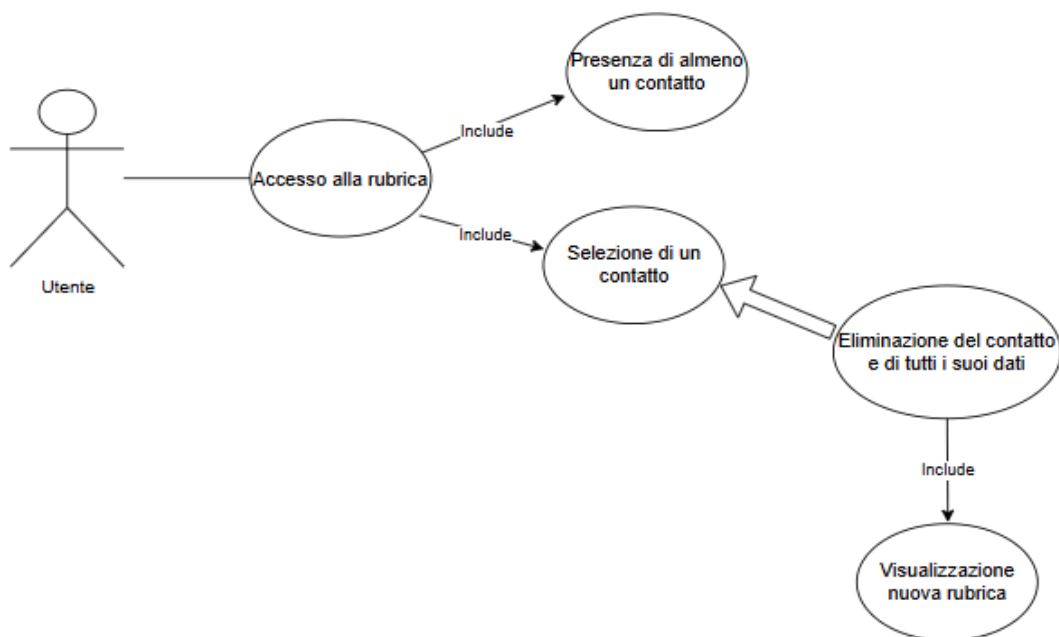 Presenza di almeno
un contatto
Include
Accesso alla rubrica
Include
Selezione di un
contatto
Utente
Eliminazione del contatto
e di tutti i suoi dati
Include
Visualizzazione
nuova rubrica